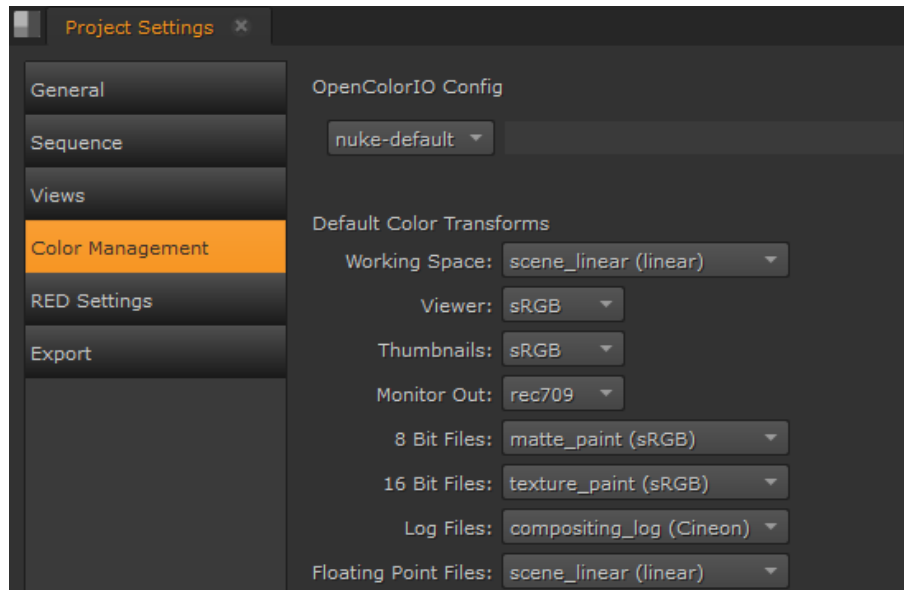 Project Settings
General
Sequence
Views
Color Management
RED Settings
Export
OpenColorIO Config
nuke-default
Default Color Transforms
Working Space: scene_linear (linear)
Viewer: sRGB
Thumbnails: sRGB
Monitor Out: rec709
8 Bit Files: matte_paint (sRGB)
16 Bit Files: texture_paint (sRGB)
Log Files: compositing_log (Cineon)
Floating Point Files: scene_linear (linear)